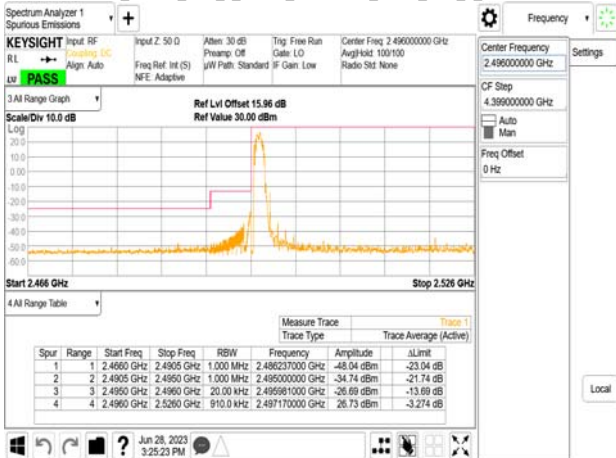 Spectrum Analyzer 1
Spurious Emissions
Frequency
KEYSIGHT
Input: RF
Input Z: 50 Ω
Atten: 30 dB
Trig: Free Run
Center Freq: 2.496000000 GHz
RL
Coupling: DC
Preamp: Off
Gate: LO
Avg|Hold: 100/100
Align: Auto
Freq Ref: Int (S)
µW Path: Standard
IF Gain: Low
Radio Std: None
NFE: Adaptive
LW PASS
3 All Range Graph
Ref Lvl Offset 15.96 dB
Scale/Div 10.0 dB
Ref Value 30.00 dBm
Log
20.0
10.0
0.00
-10.0
-20.0
-30.0
-40.0
-50.0
-60.0
Start 2.466 GHz
Stop 2.526 GHz
4 All Range Table
Measure Trace Trace 1
Trace Type Trace Average (Active)
Spur Range Start Freq Stop Freq RBW Frequency Amplitude ΔLimit
1 1 2.4660 GHz 2.4905 GHz 1.000 MHz 2.486237000 GHz -48.04 dBm -23.04 dB
2 2 2.4905 GHz 2.4950 GHz 1.000 MHz 2.495000000 GHz -34.74 dBm -21.74 dB
3 3 2.4950 GHz 2.4960 GHz 20.00 kHz 2.495981000 GHz -26.69 dBm -13.69 dB
4 4 2.4960 GHz 2.5260 GHz 910.0 kHz 2.497170000 GHz 26.73 dBm -3.274 dB
Jun 28, 2023
3:25:23 PM
Center Frequency
2.496000000 GHz
Settings
CF Step
4.399000000 GHz
Auto
Man
Freq Offset
0 Hz
Local